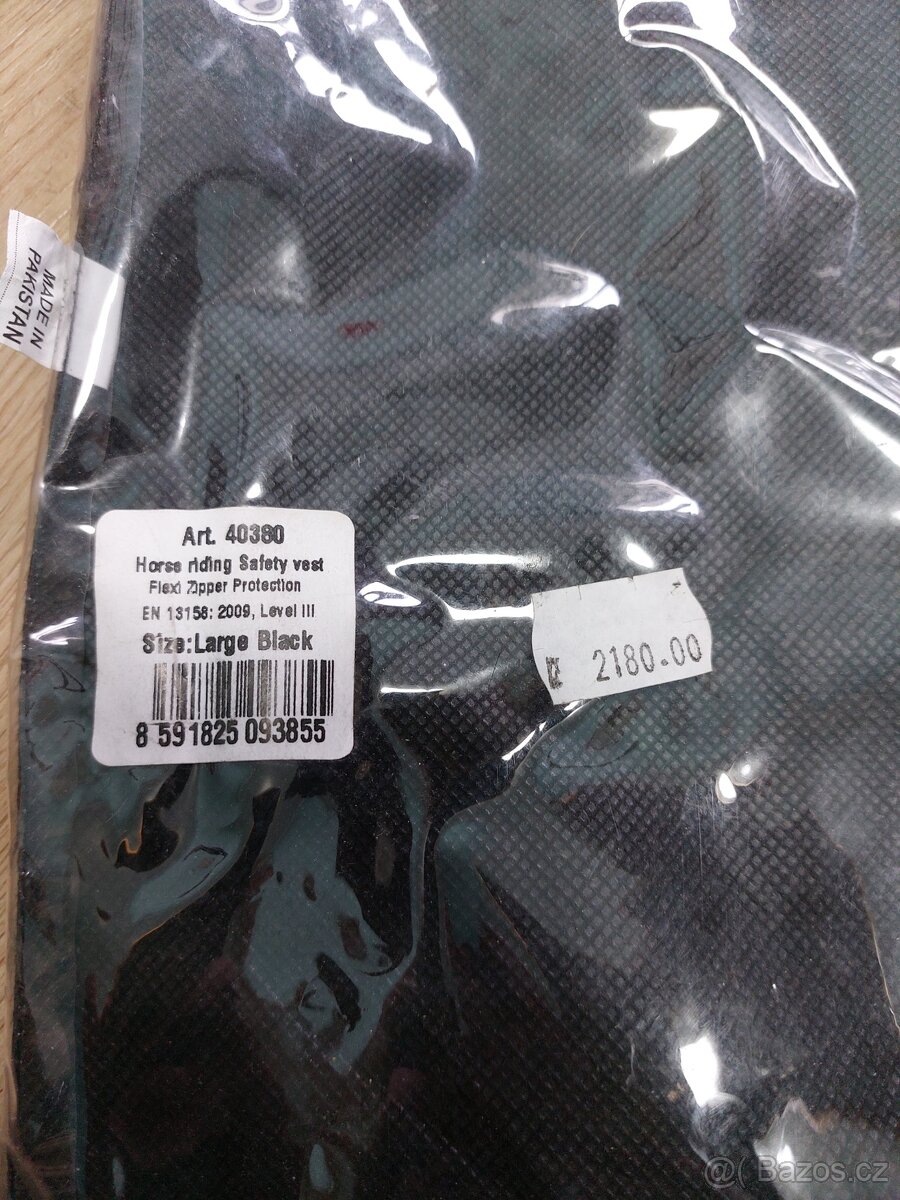 MADE IN
PAKISTAN
Art. 40380
Horse riding Safety vest
Flexi Zipper Protection
EN 13158: 2009, Level III
Size:Large Black
8 591825 093855
2180.00
@( Bazos.cz